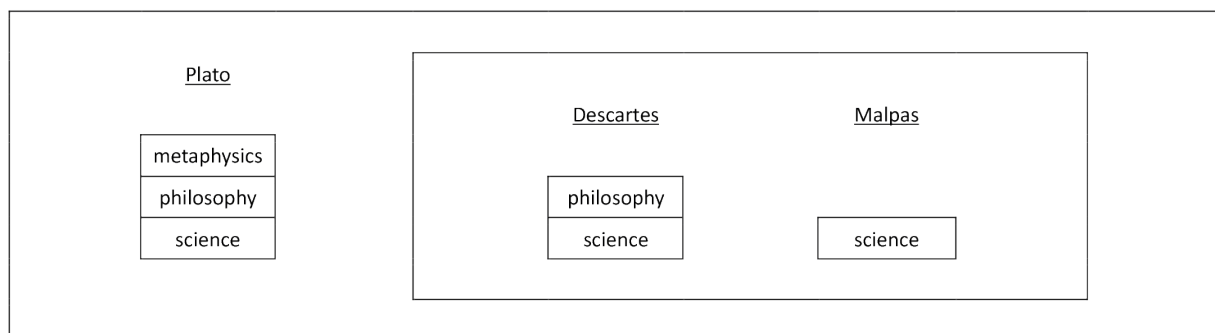 Plato
metaphysics
philosophy
science
Descartes
philosophy
science
Malpas
science